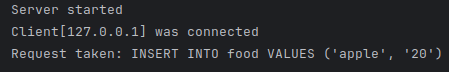 Server started
Client[127.0.0.1] was connected
Request taken: INSERT INTO food VALUES ('apple', '20')